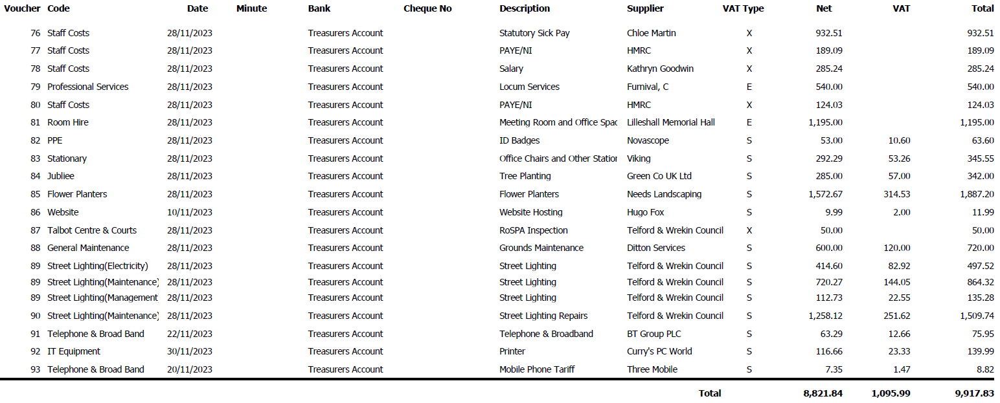 Voucher Code Date Minute Bank Cheque No Description Supplier VAT Type Net VAT Total
76 Staff Costs 28/11/2023 Treasurers Account Statutory Sick Pay Chloe Martin X 932.51 932.51
77 Staff Costs 28/11/2023 Treasurers Account PAYE/NI HMRC X 189.09 189.09
78 Staff Costs 28/11/2023 Treasurers Account Salary Kathryn Goodwin X 285.24 285.24
79 Professional Services 28/11/2023 Treasurers Account Locum Services Furnival, C E 540.00 540.00
80 Staff Costs 28/11/2023 Treasurers Account PAYE/NI HMRC X 124.03 124.03
81 Room Hire 28/11/2023 Treasurers Account Meeting Room and Office Spac Lilleshall Memorial Hall E 1,195.00 1,195.00
82 PPE 28/11/2023 Treasurers Account ID Badges Novascope S 53.00 10.60 63.60
83 Stationary 28/11/2023 Treasurers Account Office Chairs and Other Station Viking S 292.29 53.26 345.55
84 Jubliee 28/11/2023 Treasurers Account Tree Planting Green Co UK Ltd S 285.00 57.00 342.00
85 Flower Planters 28/11/2023 Treasurers Account Flower Planters Needs Landscaping S 1,572.67 314.53 1,887.20
86 Website 10/11/2023 Treasurers Account Website Hosting Hugo Fox S 9.99 2.00 11.99
87 Talbot Centre & Courts 28/11/2023 Treasurers Account RoSPA Inspection Telford & Wrekin Council X 50.00 50.00
88 General Maintenance 28/11/2023 Treasurers Account Grounds Maintenance Ditton Services S 600.00 120.00 720.00
89 Street Lighting(Electricity) 28/11/2023 Treasurers Account Street Lighting Telford & Wrekin Council S 414.60 82.92 497.52
89 Street Lighting(Maintenance) 28/11/2023 Treasurers Account Street Lighting Telford & Wrekin Council S 720.27 144.05 864.32
89 Street Lighting(Management) 28/11/2023 Treasurers Account Street Lighting Telford & Wrekin Council S 112.73 22.55 135.28
90 Street Lighting(Maintenance) 28/11/2023 Treasurers Account Street Lighting Repairs Telford & Wrekin Council S 1,258.12 251.62 1,509.74
91 Telephone & Broad Band 22/11/2023 Treasurers Account Telephone & Broadband BT Group PLC S 63.29 12.66 75.95
92 IT Equipment 30/11/2023 Treasurers Account Printer Curry's PC World S 116.66 23.33 139.99
93 Telephone & Broad Band 20/11/2023 Treasurers Account Mobile Phone Tariff Three Mobile S 7.35 1.47 8.82
Total 8,821.84 1,095.99 9,917.83